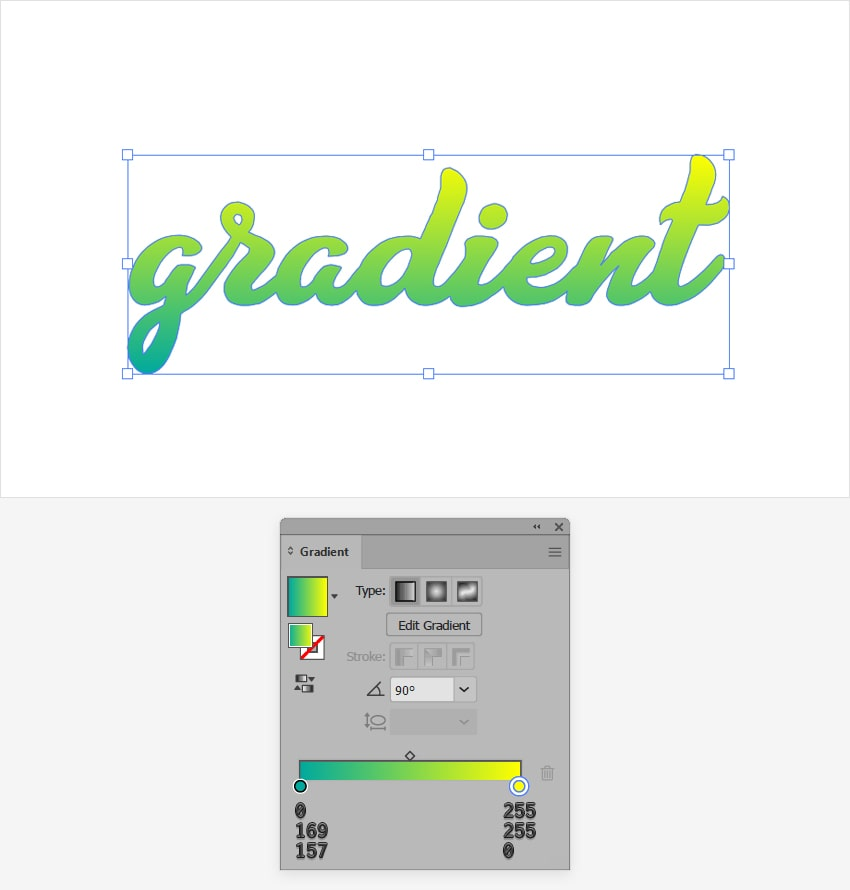 gradient
Gradient
Type:
Edit Gradient
Stroke:
90°
0 255
169 255
157 0